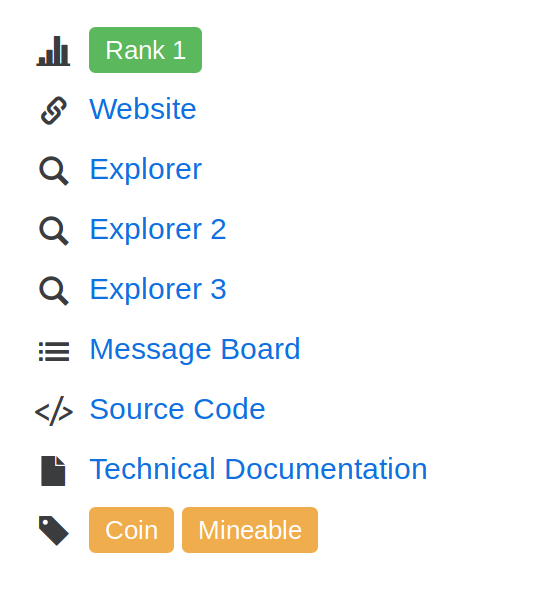 Rank 1
Website
Explorer
Explorer 2
Explorer 3
Message Board
Source Code
Technical Documentation
Coin Mineable